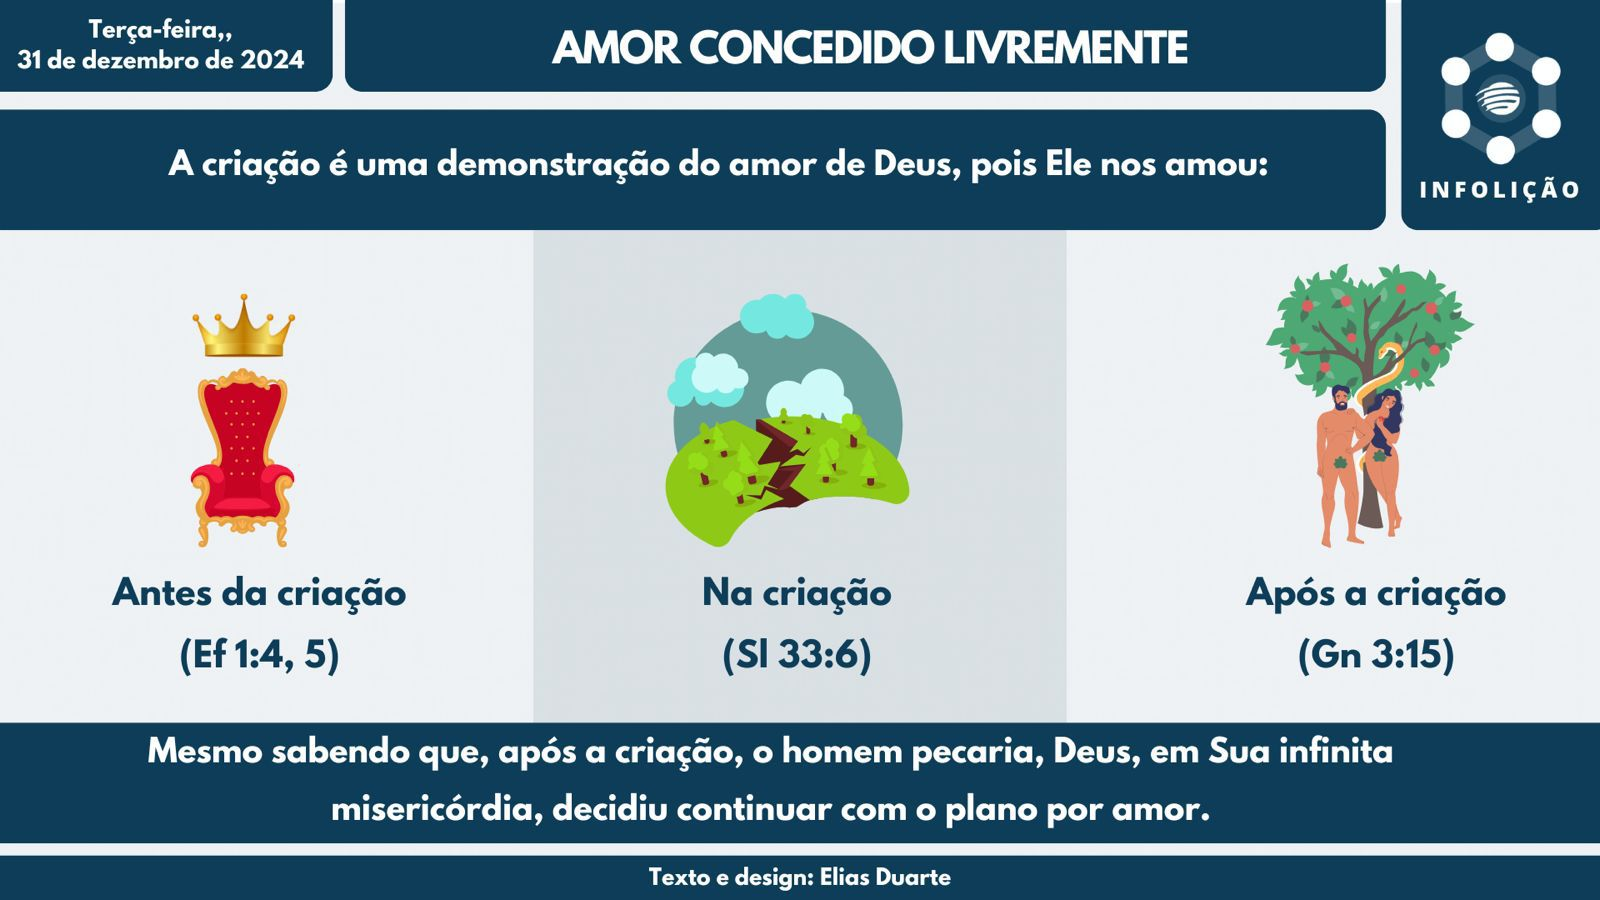 Terça-feira,,
31 de dezembro de 2024
AMOR CONCEDIDO LIVREMENTE
INFOLIÇÃO
A criação é uma demonstração do amor de Deus, pois Ele nos amou:
Antes da criação
(Ef 1:4, 5)
Na criação
(Sl 33:6)
Após a criação
(Gn 3:15)
Mesmo sabendo que, após a criação, o homem pecaria, Deus, em Sua infinita
misericórdia, decidiu continuar com o plano por amor.
Texto e design: Elias Duarte